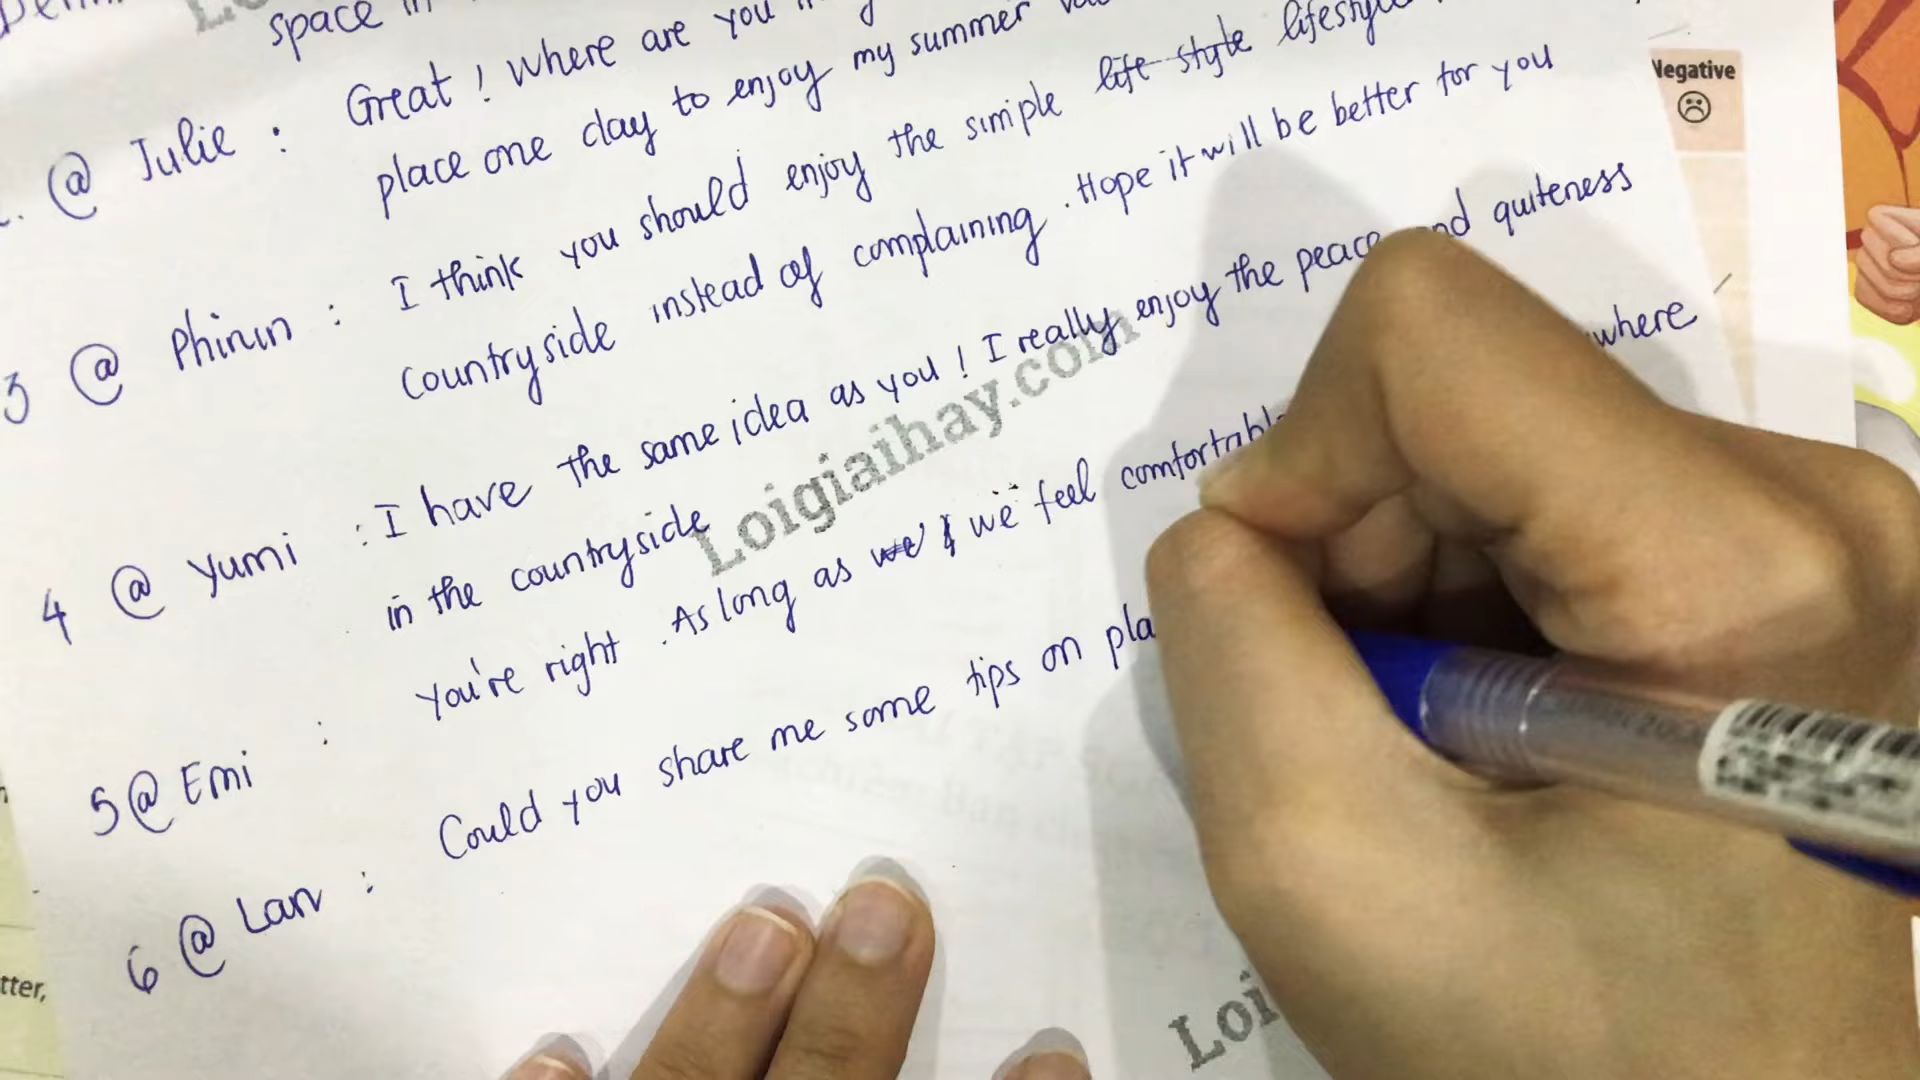 space in
2. @ Julie : Great ! Where are you
place one day to enjoy my summer
3 @ Phirun : I think you should enjoy the simple life style lifestyle
countryside instead of complaining . Hope it will be better for you
4 @ Yumi : I have the same idea as you ! I really enjoy the peace and quiteness
in the countryside
5 @ Emi : You're right . As long as we we feel comfortable where
6 @ Lan : Could you share me some tips on
Negative
tter,
Loigiaihay.com
Loi